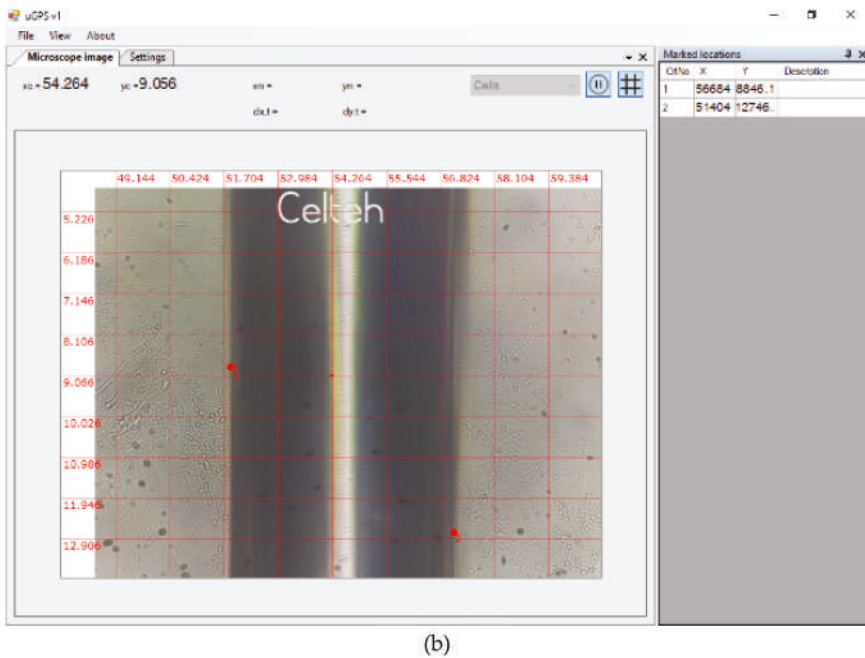 uGPS v1
File View About
Microscope image Settings
xc = 54.264 yc = 9.056 xm = ym = Cells
dx.t = dy.t =
49.144 50.424 51.704 52.984 54.264 55.544 56.824 58.104 59.384
Celteh
5.226
6.186
7.146
8.106
9.066
10.026
10.986
11.946
12.906
Marked locations
X Y Description
1 56684 8846.1
2 51404 12746.
(b)